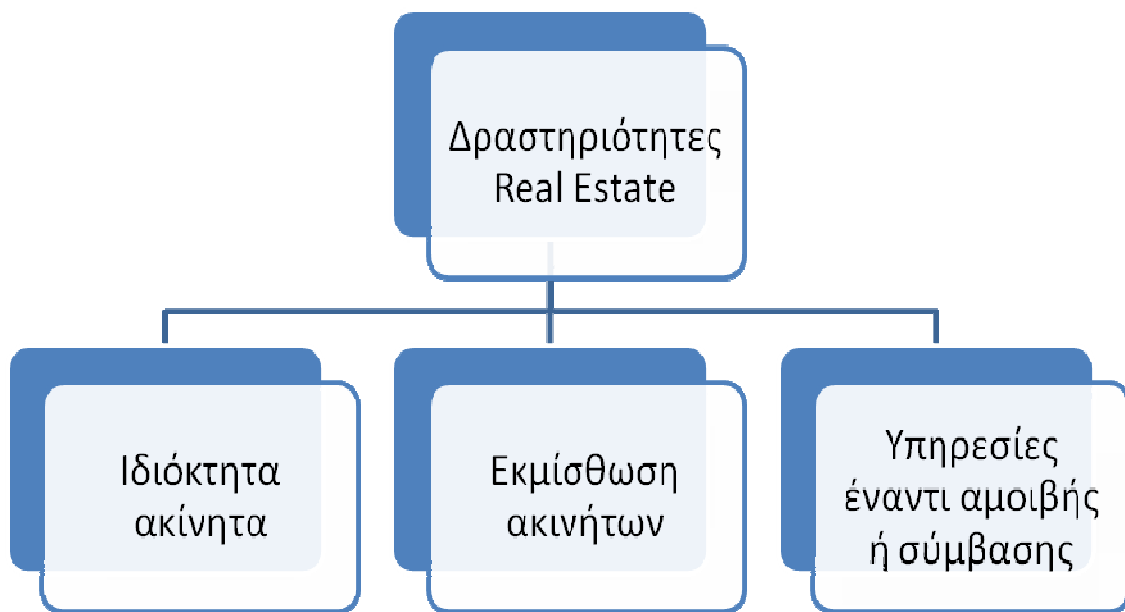 Δραστηριότητες
Real Estate
Ιδιόκτητα
ακίνητα
Εκμίσθωση
ακινήτων
Υπηρεσίες
έναντι αμοιβής
ή σύμβασης